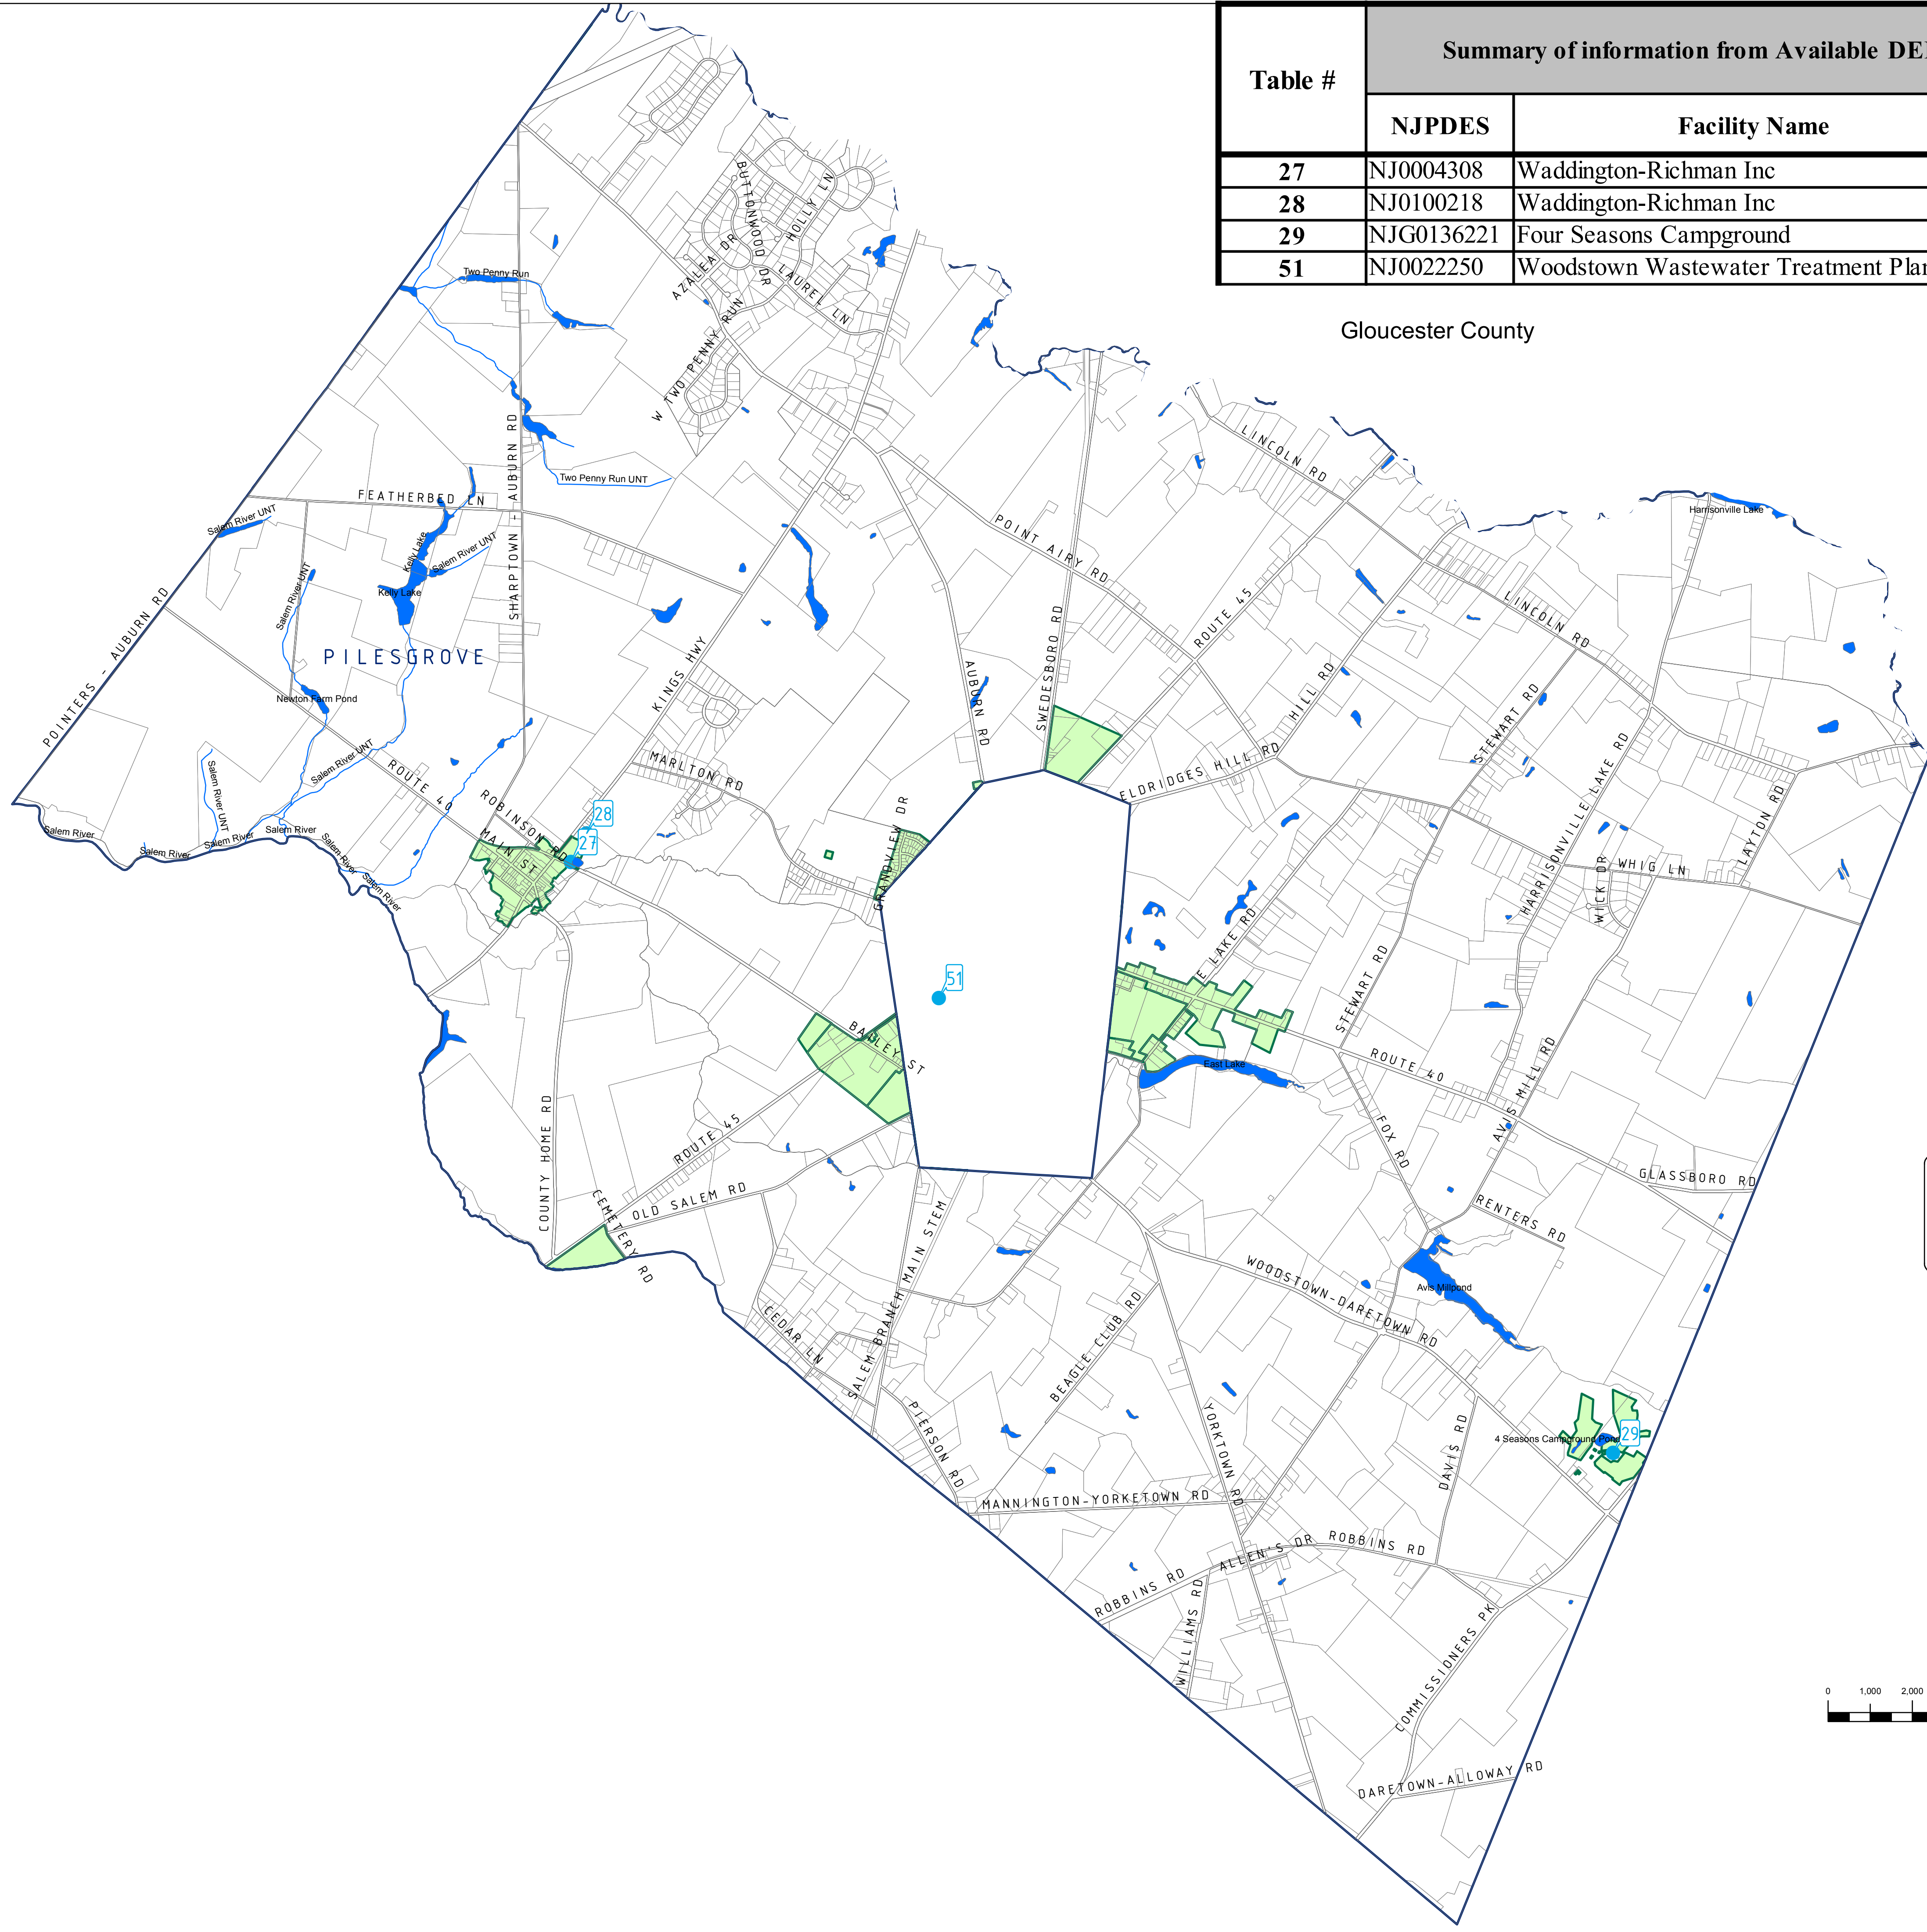 Table #
Summary of information from Available
NJPDES
Facility Name
27 NJ0004308 Waddington-Richman Inc
28 NJ0100218 Waddington-Richman Inc
29 NJG0136221 Four Seasons Campground
51 NJ0022250 Woodstown Wastewater Treatment
Gloucester County
BUTTONWOOD DR
HOLLY LN
AZALEA DR
LAUREL LN
Two Penny Run
W TWO PENNY RUN
SHARPTOWN - AUBURN RD
LINCOLN RD
Two Penny Run UNT
FEATHERBED LN
Salem River UNT
Harrisonville Lake
POINT AIRY RD
Kelly Lake
Salem River UNT
Salem River UNT
Kelly Lake
POINTERS - AUBURN RD
ROUTE 45
LINCOLN RD
SWEDESBORO RD
PILESGROVE
KINGS HWY
AUBURN RD
HILL RD
STEWART RD
Newton Farm Pond
HARRISONVILLE LAKE RD
Salem River UNT
MARLTON RD
ELDRIDGES HILL RD
ROUTE 40
Salem River UNT
LAYTON RD
ROBINSON RD
28
27
MAIN ST
GRANDVIEW DR
Salem River
Salem River
Salem River
Salem River
Salem River
Salem River
WHIG LN
WICK DR
E LAKE RD
STEWART RD
51
BAILEY ST
East Lake
ROUTE 40
AVIS MILL RD
COUNTY HOME RD
ROUTE 45
FOX RD
GLASSBORO RD
OLD SALEM RD
CEMETERY RD
RENTERS RD
SALEM BRANCH MAIN STEM
WOODSTOWN-DARETOWN RD
Avis Millpond
CEDAR LN
BEAGLE CLUB RD
PIERSON RD
YORKTOWN RD
DAVIS RD
4 Seasons Campground Pond
29
MANNINGTON-YORKETOWN RD
ALLEN'S DR
ROBBINS RD
ROBBINS RD
WILLIAMS RD
COMMISSIONERS PK
0 1,000 2,000
DARETOWN-ALLOWAY RD